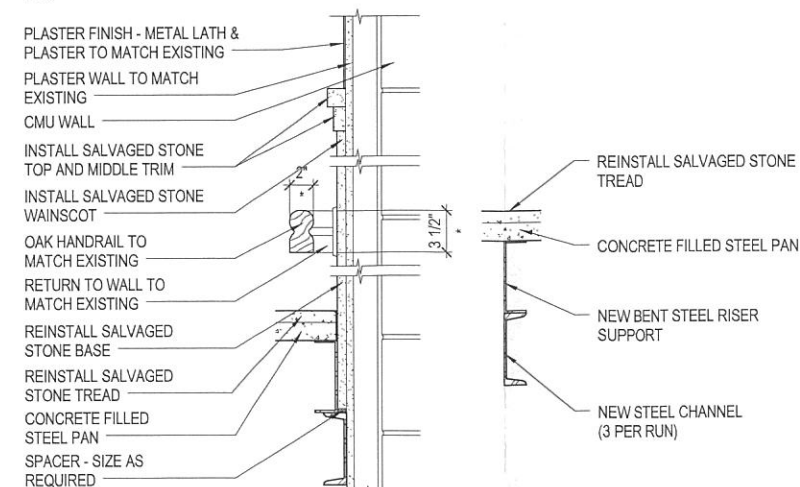 PLASTER FINISH - METAL LATH &
PLASTER TO MATCH EXISTING
PLASTER WALL TO MATCH
EXISTING
CMU WALL
INSTALL SALVAGED STONE
TOP AND MIDDLE TRIM
INSTALL SALVAGED STONE
WAINSCOT
OAK HANDRAIL TO
MATCH EXISTING
RETURN TO WALL TO
MATCH EXISTING
REINSTALL SALVAGED
STONE BASE
REINSTALL SALVAGED
STONE TREAD
CONCRETE FILLED
STEEL PAN
SPACER - SIZE AS
REQUIRED
2"
*
3 1/2"
*
REINSTALL SALVAGED STONE
TREAD
CONCRETE FILLED STEEL PAN
NEW BENT STEEL RISER
SUPPORT
NEW STEEL CHANNEL
(3 PER RUN)